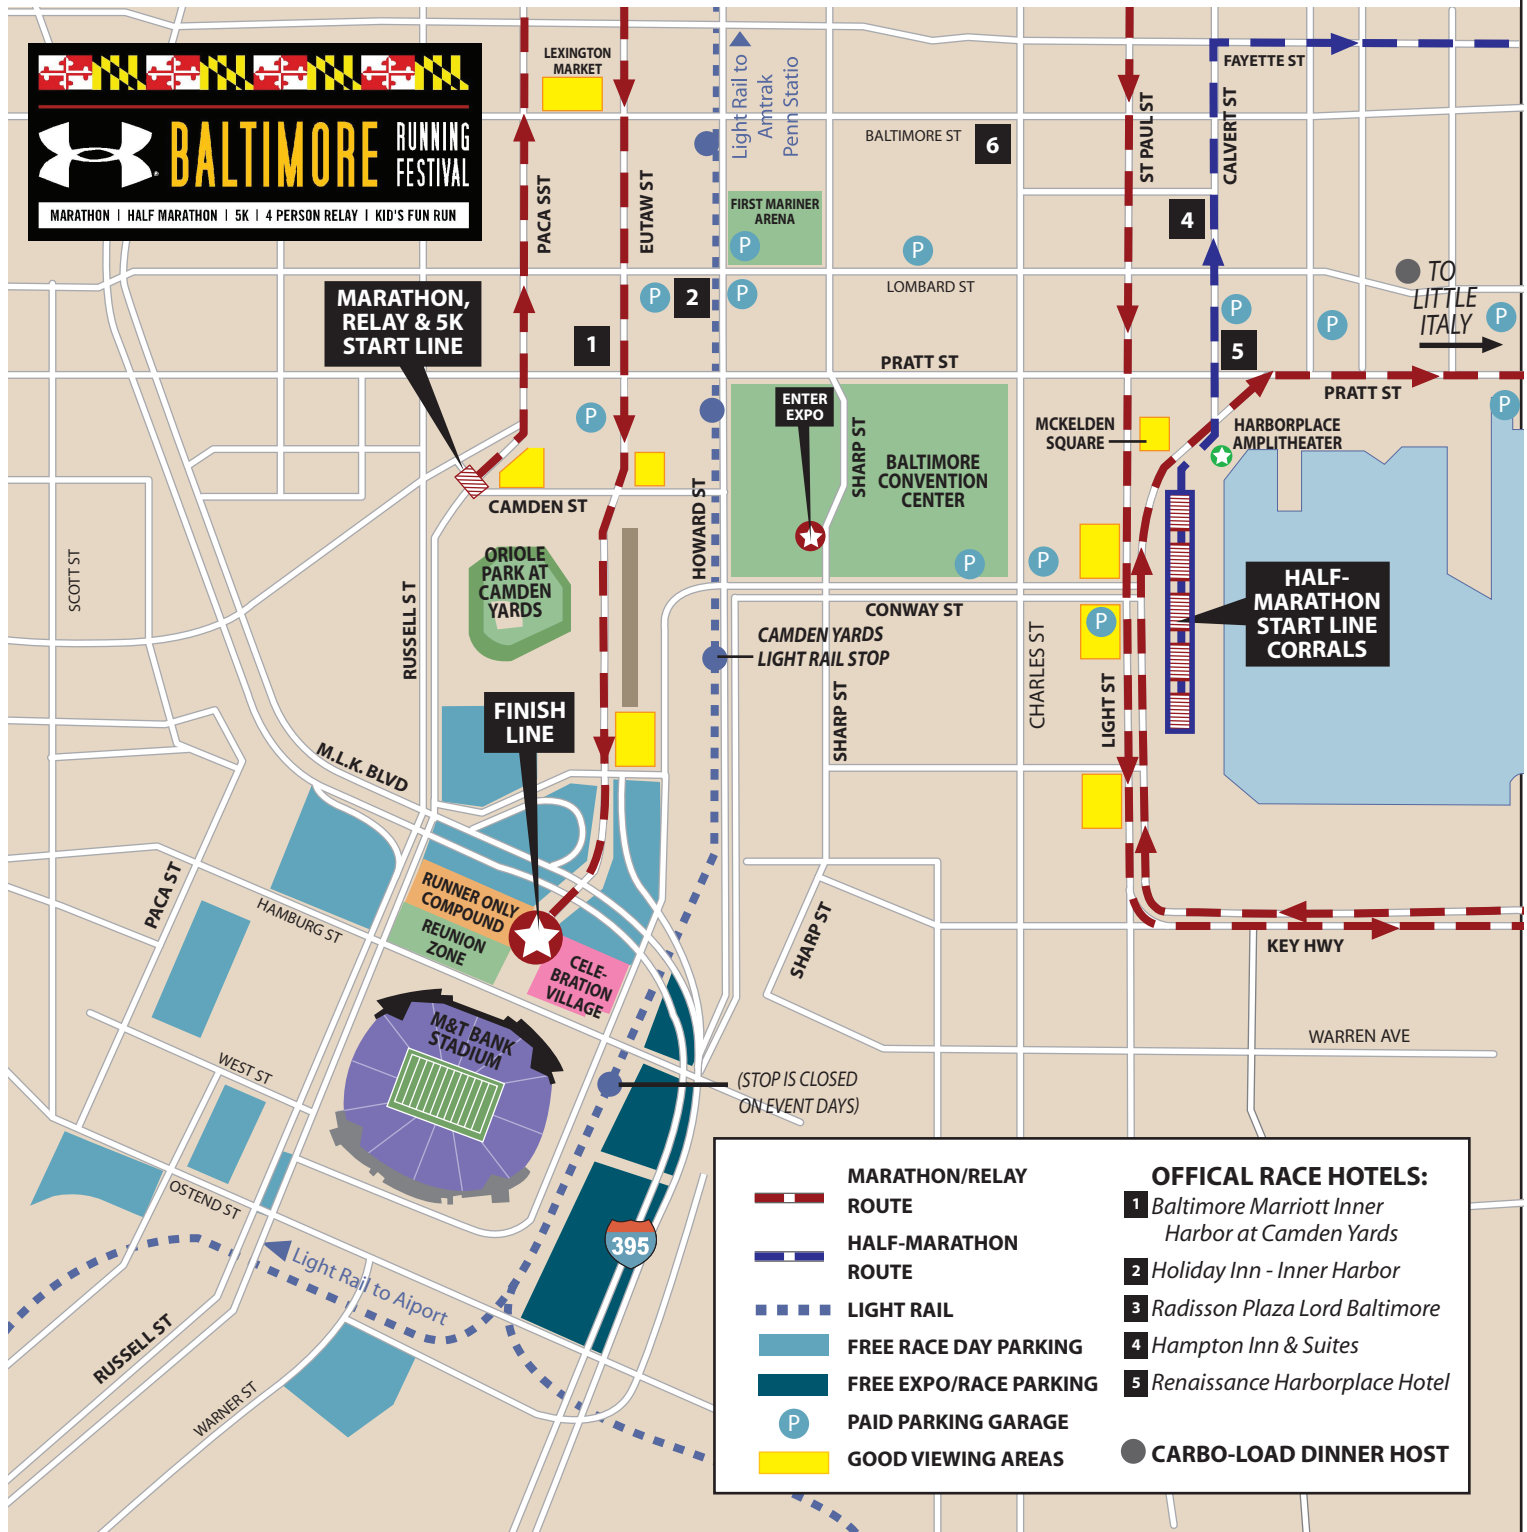 LEXINGTON
MARKET
Light Rail to
Amtrak
Penn Statio
FAYETTE ST
BALTIMORE RUNNING
FESTIVAL
MARATHON | HALF MARATHON | 5K | 4 PERSON RELAY | KID'S FUN RUN
PACA SST
EUTAW ST
BALTIMORE ST
6
ST PAUL ST
CALVERT ST
FIRST MARINER
ARENA
P
P
4
LOMBARD ST
TO
LITTLE
ITALY
MARATHON,
RELAY & 5K
START LINE
P
2
P
P
P
P
1
5
PRATT ST
PRATT ST
P
ENTER
EXPO
P
SHARP ST
MCKELDEN
SQUARE
HARBORPLACE
AMPLITHEATER
BALTIMORE
CONVENTION
CENTER
CAMDEN ST
HOWARD ST
SCOTT ST
RUSSELL S T
ORIOLE
PARK AT
CAMDEN
YARDS
P
P
HALF-
MARATHON
START LINE
CORRALS
CONWAY ST
P
CAMDEN YARDS
LIGHT RAIL STOP
CHARLES ST
LIGHT ST
SHARP ST
FINISH
LINE
M.L.K. BLVD
PACA ST
HAMBURG ST
RUNNER ONLY
COMPOUND
REUNION
ZONE
CELE-
BRATION
VILLAGE
SHARP ST
KEY HWY
M&T BANK
STADIUM
WEST ST
WARREN AVE
(STOP IS CLOSED
ON EVENT DAYS)
OSTEND ST
395
Light Rail to Aiport
RUSSELL ST
WARNER ST
MARATHON/RELAY
ROUTE
HALF-MARATHON
ROUTE
LIGHT RAIL
FREE RACE DAY PARKING
FREE EXPO/RACE PARKING
P PAID PARKING GARAGE
GOOD VIEWING AREAS
OFFICAL RACE HOTELS:
1 Baltimore Marriott Inner
Harbor at Camden Yards
2 Holiday Inn - Inner Harbor
3 Radisson Plaza Lord Baltimore
4 Hampton Inn & Suites
5 Renaissance Harborplace Hotel
CARBO-LOAD DINNER HOST